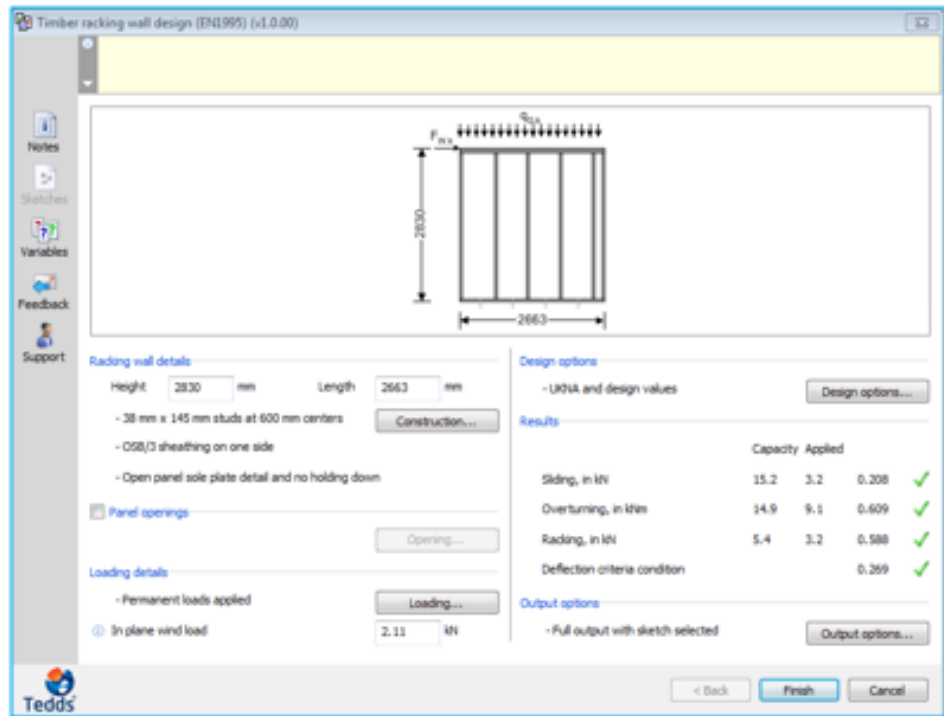 Timber racking wall design (EN1995) (v1.0.00)
Notes
Sketches
Variables
Feedback
Support
2830
2663
Racking wall details
Height 2830 mm Length 2663 mm
- 38 mm x 145 mm studs at 600 mm centers Construction...
- OSB/3 sheathing on one side
- Open panel sole plate detail and no holding down
Panel openings
Opening...
Loading details
- Permanent loads applied Loading...
In plane wind load 2.11 kN
Design options
- UKNA and design values Design options...
Results
Capacity Applied
Sliding, in kN 15.2 3.2 0.208
Overturning, in kNm 14.9 9.1 0.609
Racking, in kN 5.4 3.2 0.588
Deflection criteria condition 0.269
Output options
- Full output with sketch selected Output options...
Tedds
< Back Finish Cancel